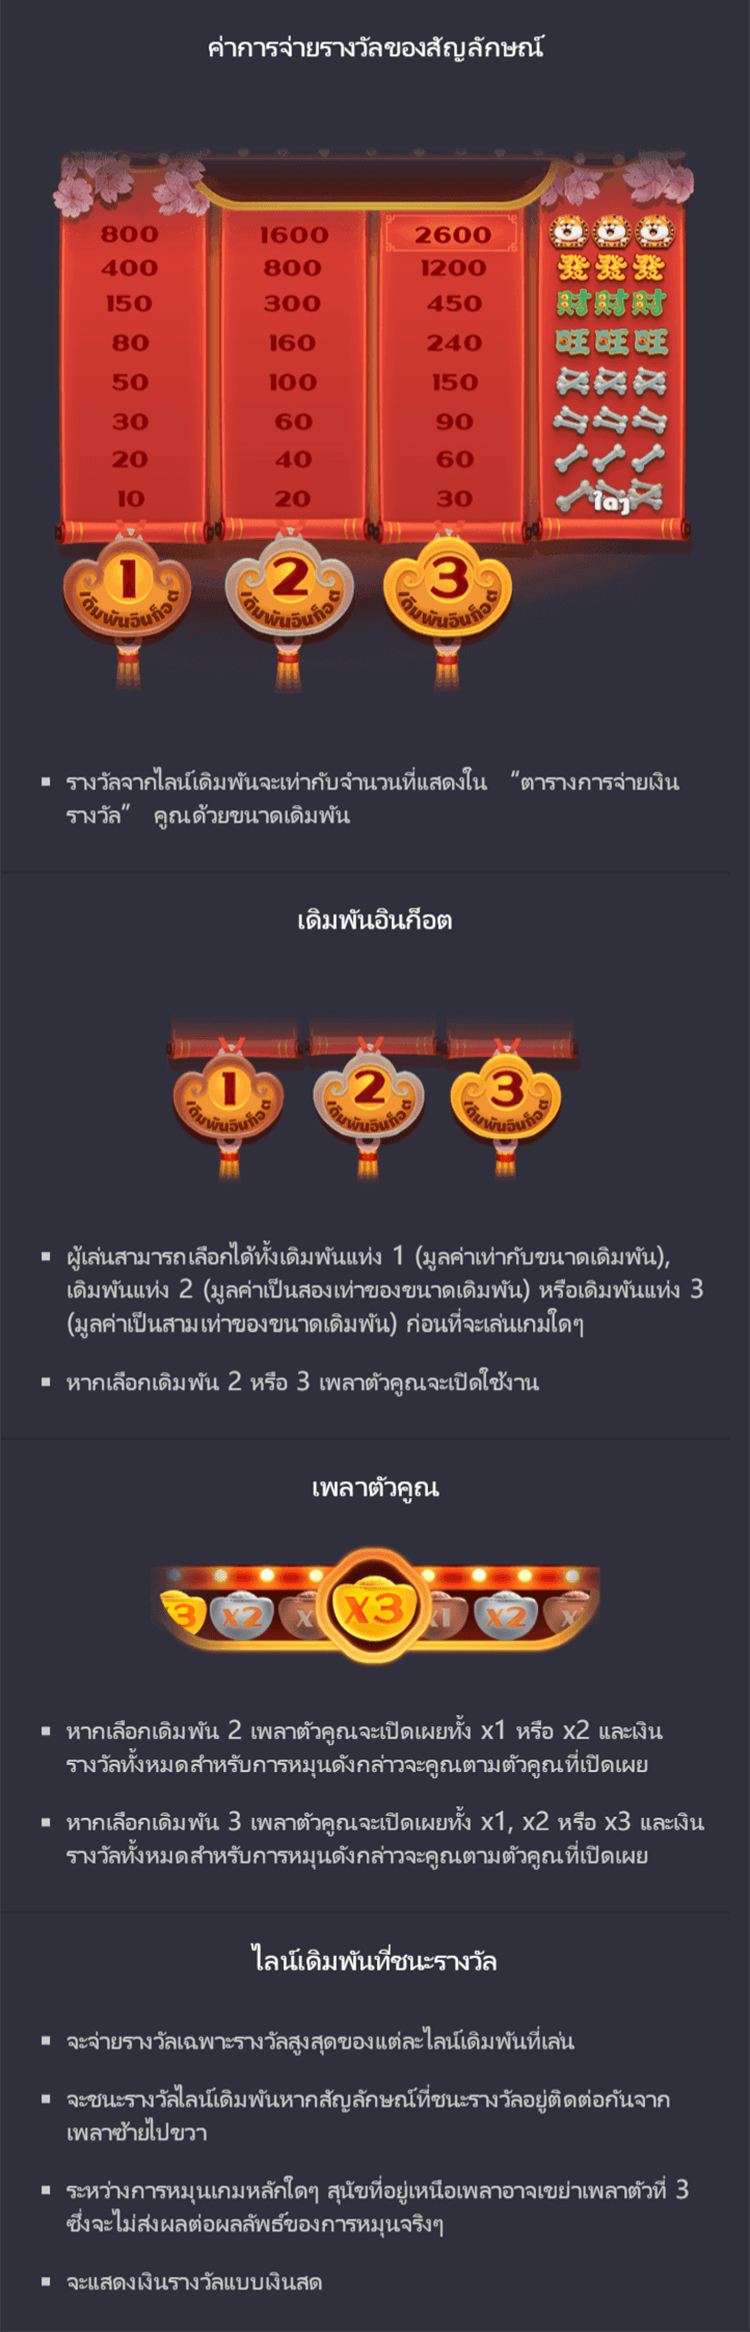 ค่าการจ่ายรางวัลของสัญลักษณ์
800 1600 2600
400 800 1200 發 發 發
150 300 450 財 財 財
80 160 240 旺 旺 旺
50 100 150
30 60 90
20 40 60
10 20 30 ใดๆ
1 2 3
เดิมพันอินก็อต เดิมพันอินก็อต เดิมพันอินก็อต
▪ รางวัลจากไลน์เดิมพันจะเท่ากับจำนวนที่แสดงใน “ตารางการจ่ายเงิน
รางวัล” คูณด้วยขนาดเดิมพัน
เดิมพันอินก็อต
1 2 3
เดิมพันอินก็อต เดิมพันอินก็อต เดิมพันอินก็อต
▪ ผู้เล่นสามารถเลือกได้ทั้งเดิมพันแท่ง 1 (มูลค่าเท่ากับขนาดเดิมพัน),
เดิมพันแท่ง 2 (มูลค่าเป็นสองเท่าของขนาดเดิมพัน) หรือเดิมพันแท่ง 3
(มูลค่าเป็นสามเท่าของขนาดเดิมพัน) ก่อนที่จะเล่นเกมใดๆ
▪ หากเลือกเดิมพัน 2 หรือ 3 เพลาตัวคูณจะเปิดใช้งาน
เพลาตัวคูณ
3 x2 x x3 x1 x2 x
▪ หากเลือกเดิมพัน 2 เพลาตัวคูณจะเปิดเผยทั้ง x1 หรือ x2 และเงิน
รางวัลทั้งหมดสำหรับการหมุนดังกล่าวจะคูณตามตัวคูณที่เปิดเผย
▪ หากเลือกเดิมพัน 3 เพลาตัวคูณจะเปิดเผยทั้ง x1, x2 หรือ x3 และเงิน
รางวัลทั้งหมดสำหรับการหมุนดังกล่าวจะคูณตามตัวคูณที่เปิดเผย
ไลน์เดิมพันที่ชนะรางวัล
▪ จะจ่ายรางวัลเฉพาะรางวัลสูงสุดของแต่ละไลน์เดิมพันที่เล่น
▪ จะชนะรางวัลไลน์เดิมพันหากสัญลักษณ์ที่ชนะรางวัลอยู่ติดต่อกันจาก
เพลาซ้ายไปขวา
▪ ระหว่างการหมุนเกมหลักใดๆ สุนัขที่อยู่เหนือเพลาอาจเขย่าเพลาตัวที่ 3
ซึ่งจะไม่ส่งผลต่อผลลัพธ์ของการหมุนจริงๆ
▪ จะแสดงเงินรางวัลแบบเงินสด